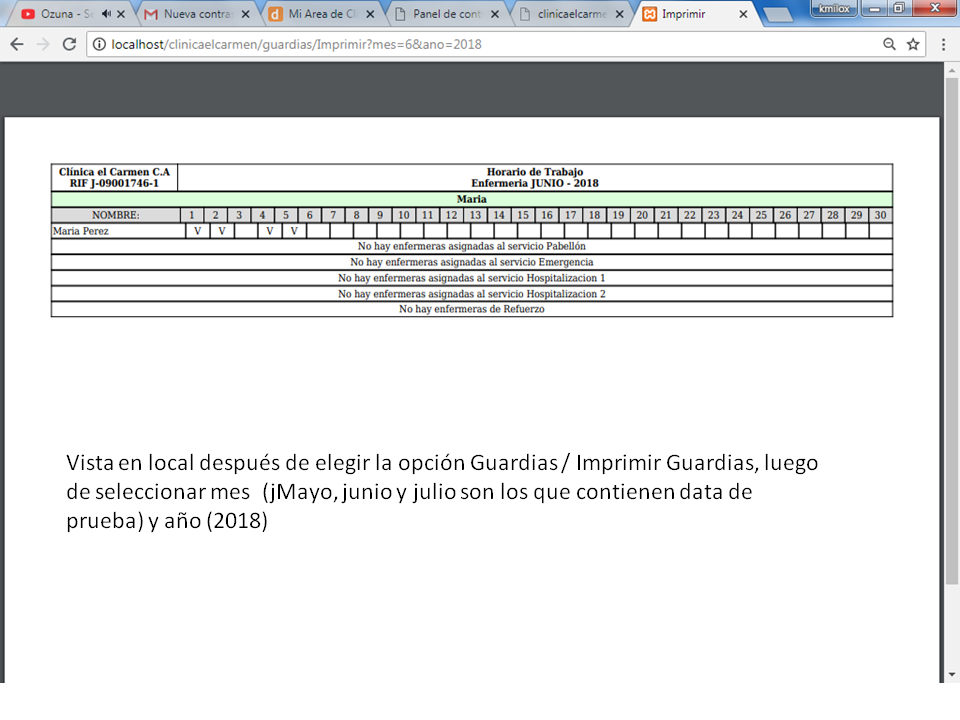 Ozuna - S
Nueva contra
Mi Area de Cl
Panel de cont
clinicaelcarme
Imprimir
kmilox
localhost/clinicaelcarmen/guardias/Imprimir?mes=6&ano=2018
Clínica el Carmen C.A
RIF J-09001746-1
Horario de Trabajo
Enfermeria JUNIO - 2018
Maria
NOMBRE: 1 2 3 4 5 6 7 8 9 10 11 12 13 14 15 16 17 18 19 20 21 22 23 24 25 26 27 28 29 30
Maria Perez V V V V
No hay enfermeras asignadas al servicio Pabellón
No hay enfermeras asignadas al servicio Emergencia
No hay enfermeras asignadas al servicio Hospitalizacion 1
No hay enfermeras asignadas al servicio Hospitalizacion 2
No hay enfermeras de Refuerzo
Vista en local después de elegir la opción Guardias / Imprimir Guardias, luego
de seleccionar mes (jMayo, junio y julio son los que contienen data de
prueba) y año (2018)